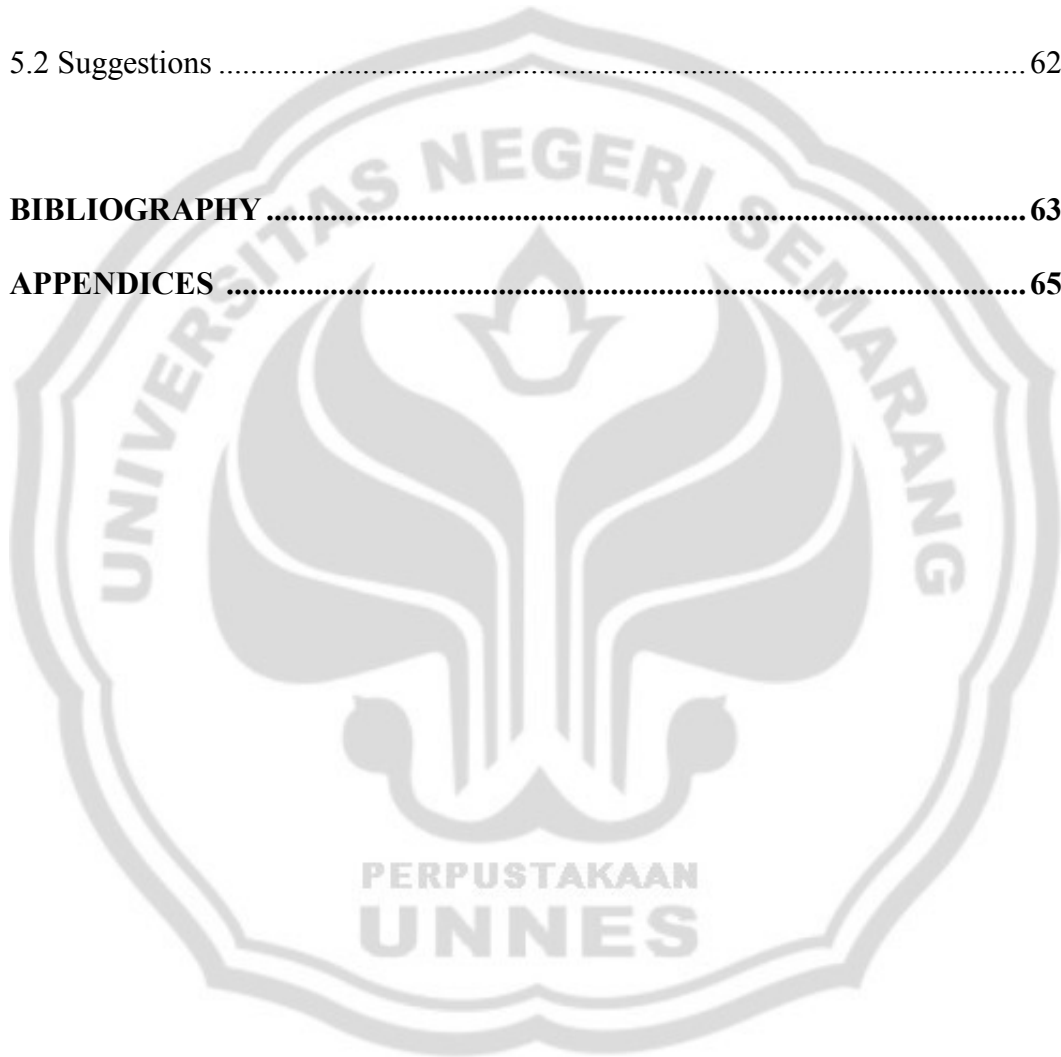 5.2 Suggestions ........................................................................................................ 62
BIBLIOGRAPHY ................................................................................................ 63
APPENDICES ..................................................................................................... 65
UNIVERSITAS NEGERI SEMARANG
PERPUSTAKAAN
UNNES